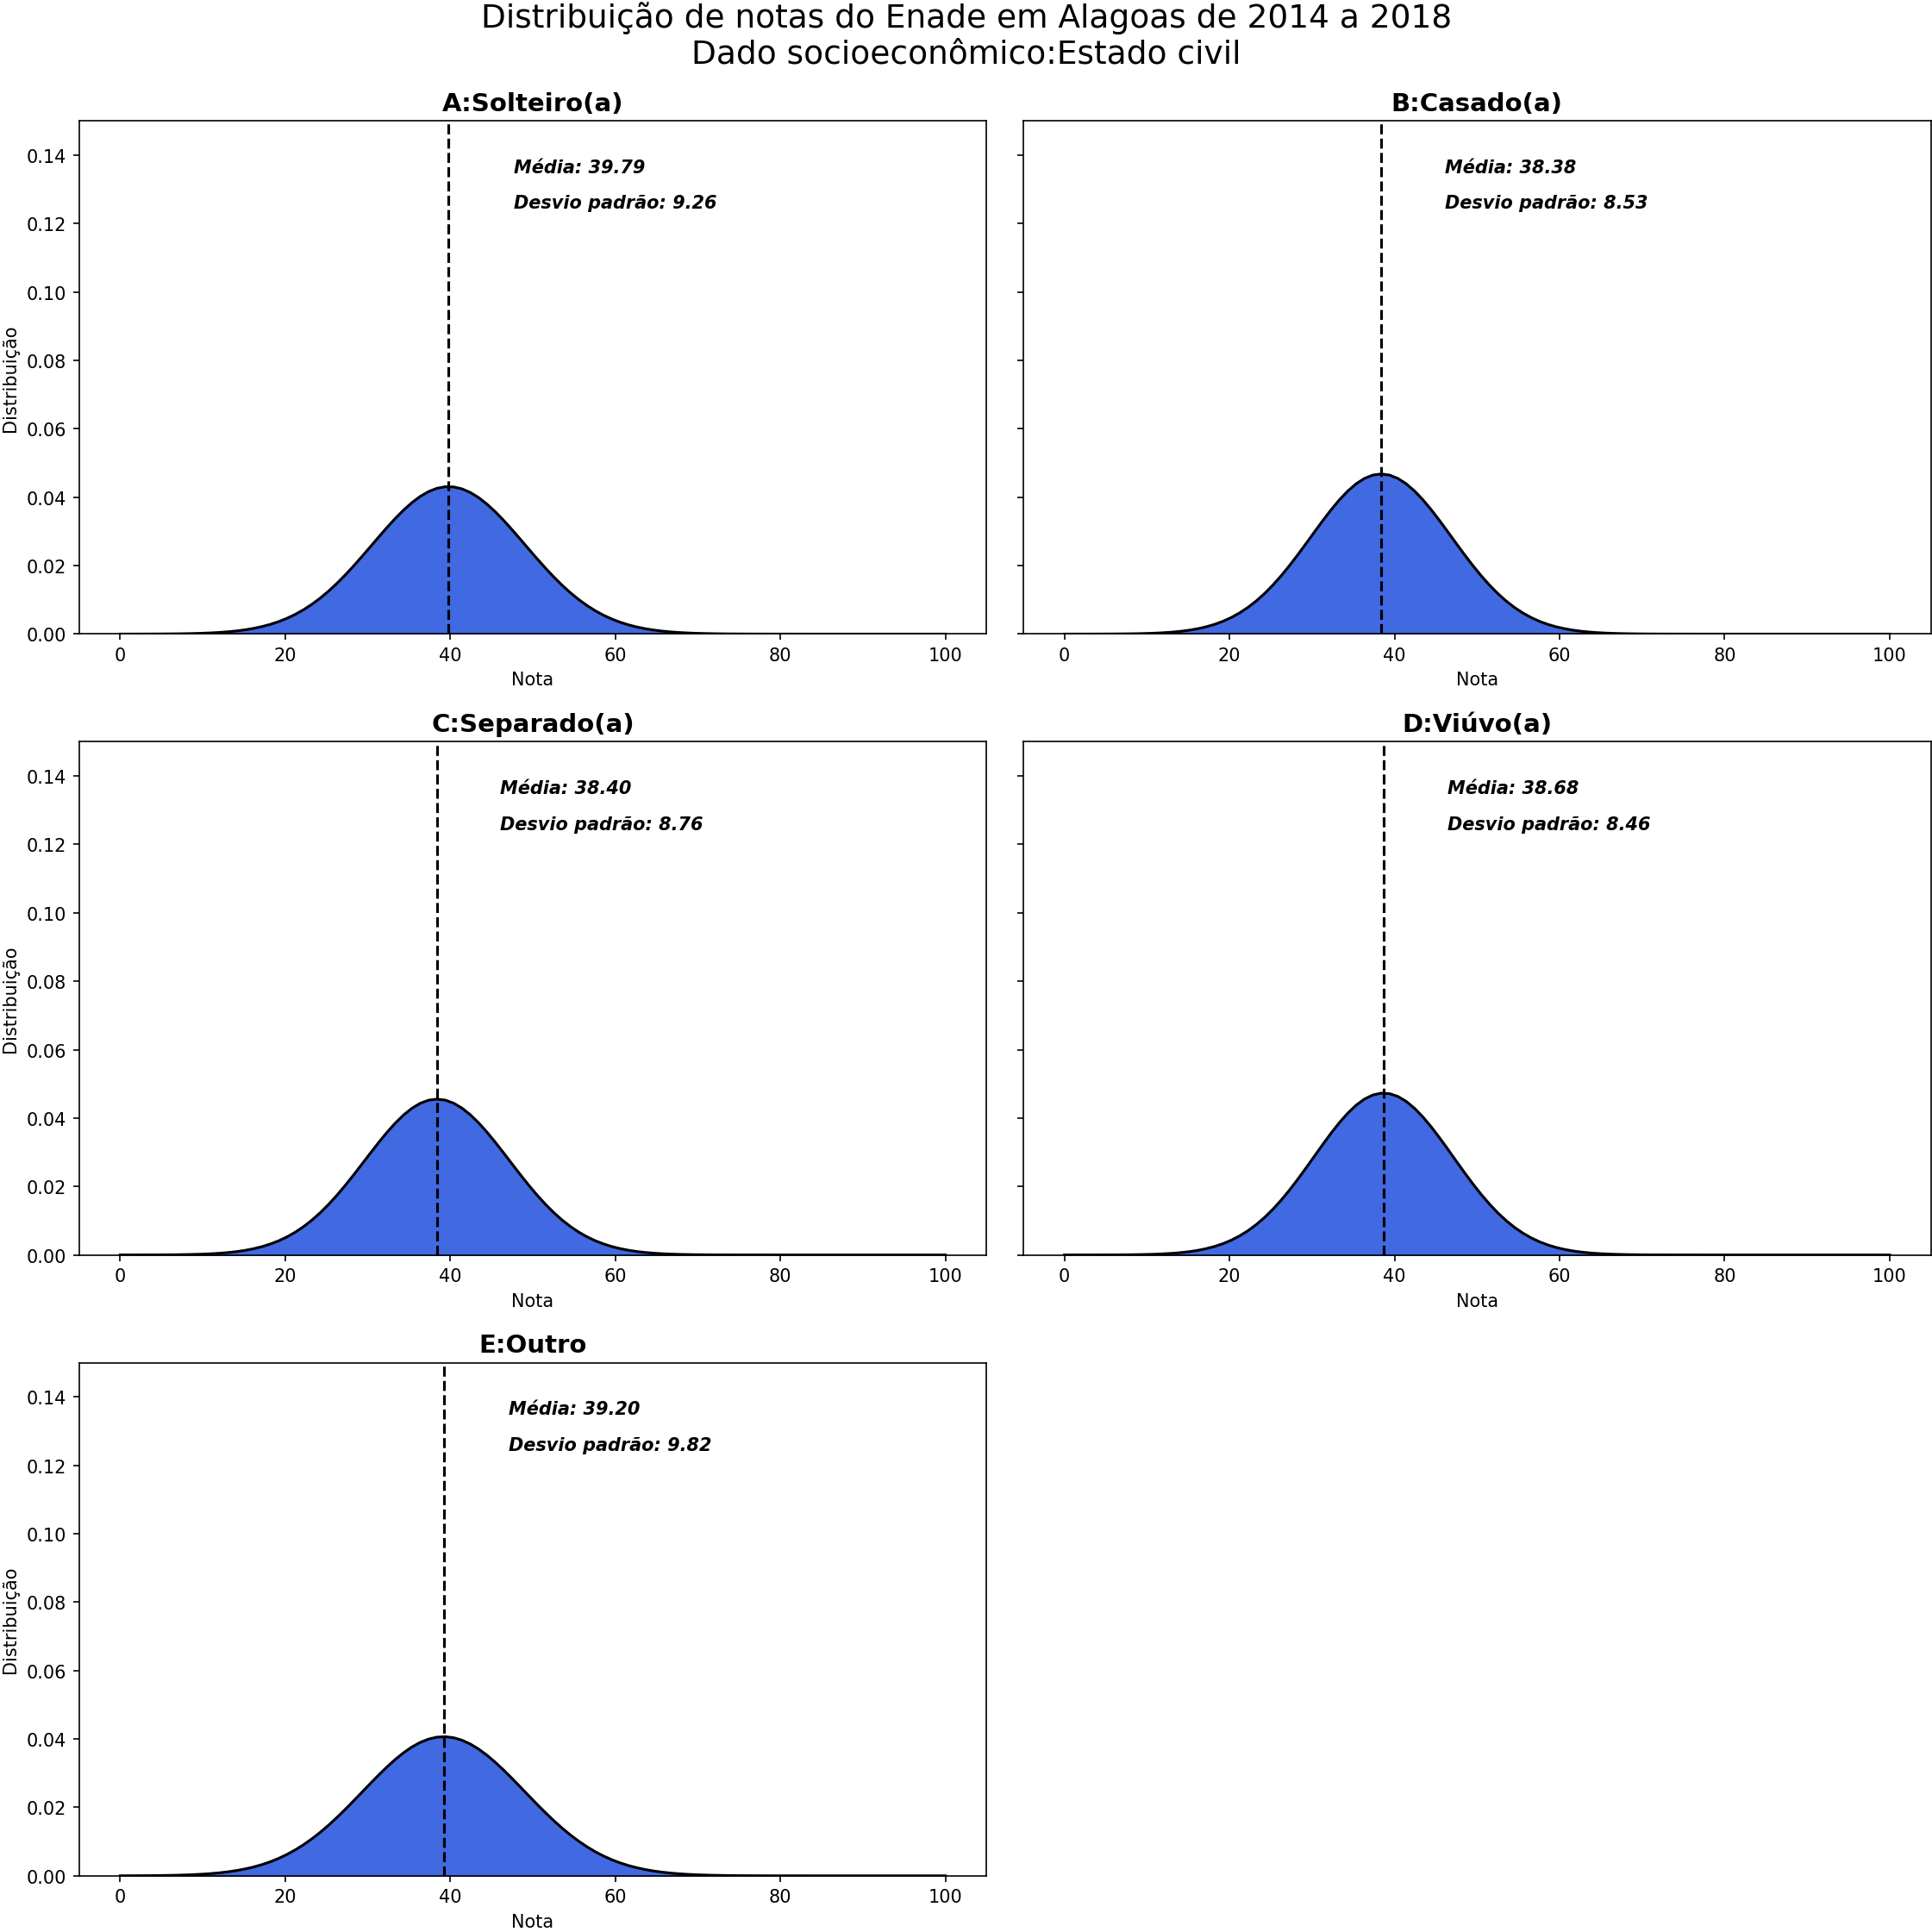 Distribuição de notas do Enade em Alagoas de 2014 a 2018
Dado socioeconômico:Estado civil
A:Solteiro(a)
Média: 39.79
Desvio padrão: 9.26
Distribuição
0.14
0.12
0.10
0.08
0.06
0.04
0.02
0.00
0 20 40 60 80 100
Nota
B:Casado(a)
Média: 38.38
Desvio padrão: 8.53
0 20 40 60 80 100
Nota
C:Separado(a)
Média: 38.40
Desvio padrão: 8.76
Distribuição
0.14
0.12
0.10
0.08
0.06
0.04
0.02
0.00
0 20 40 60 80 100
Nota
D:Viúvo(a)
Média: 38.68
Desvio padrão: 8.46
0 20 40 60 80 100
Nota
E:Outro
Média: 39.20
Desvio padrão: 9.82
Distribuição
0.14
0.12
0.10
0.08
0.06
0.04
0.02
0.00
0 20 40 60 80 100
Nota